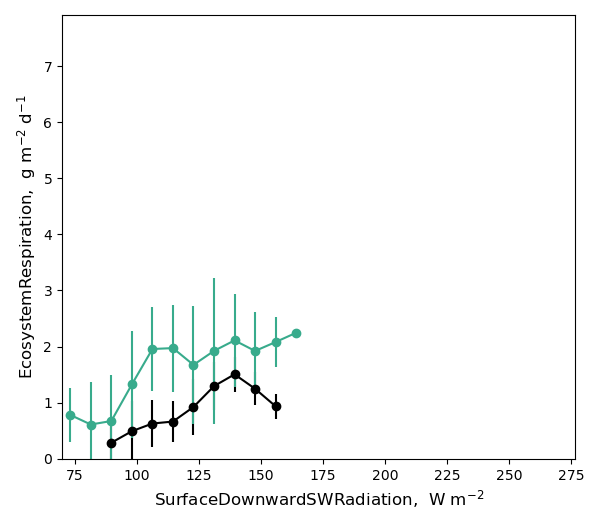 7
6
5
4
3
2
1
0
EcosystemRespiration, g m⁻² d⁻¹
75 100 125 150 175 200 225 250 275
SurfaceDownwardSWRadiation, W m⁻²